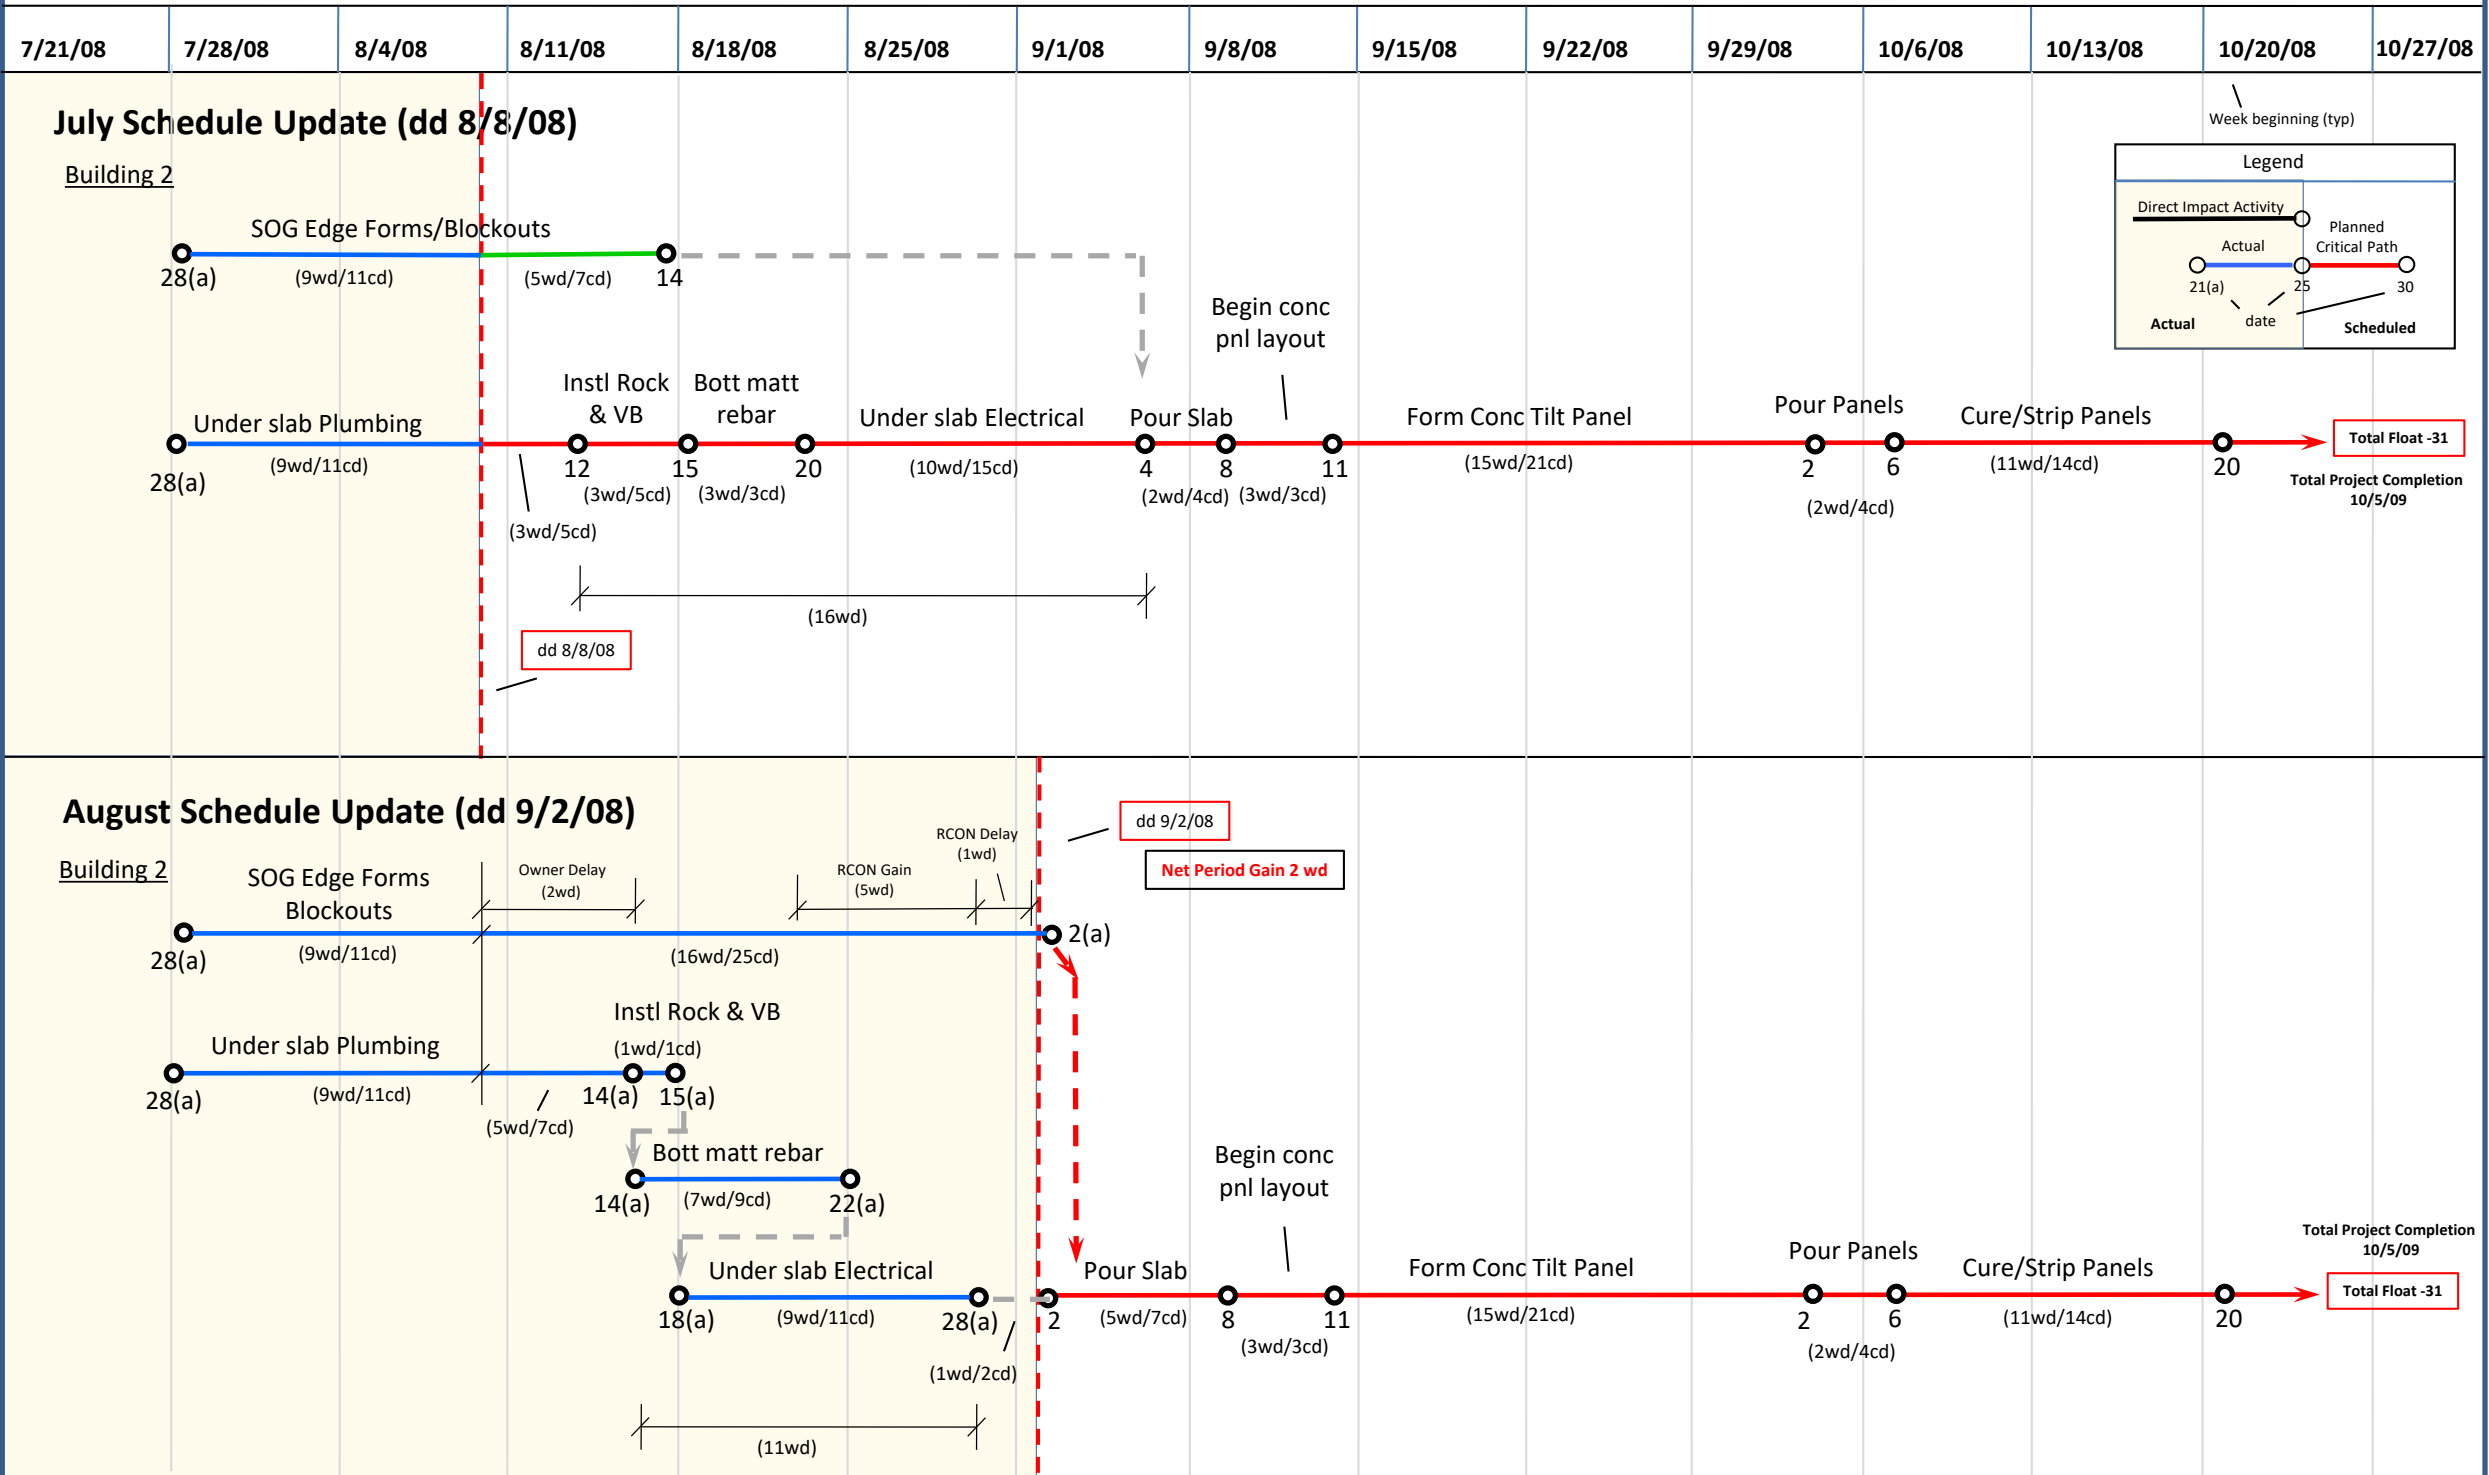 7/21/08 7/28/08 8/4/08 8/11/08 8/18/08 8/25/08 9/1/08 9/8/08 9/15/08 9/22/08 9/29/08 10/6/08 10/13/08 10/20/08 10/27/08
Week beginning (typ)
July Schedule Update (dd 8/8/08)
Building 2
Legend
Direct Impact Activity
Actual
Planned
Critical Path
21(a)
25
30
date
Actual
Scheduled
SOG Edge Forms/Blockouts
28(a)
(9wd/11cd)
(5wd/7cd)
14
Begin conc
pnl layout
Under slab Plumbing
Instl Rock
& VB
Bott matt
rebar
Under slab Electrical
Pour Slab
Form Conc Tilt Panel
Pour Panels
Cure/Strip Panels
28(a)
(9wd/11cd)
(3wd/5cd)
12
(3wd/5cd)
15
(3wd/3cd)
20
(10wd/15cd)
4
(2wd/4cd)
8
(3wd/3cd)
11
(15wd/21cd)
2
(2wd/4cd)
6
(11wd/14cd)
20
Total Float -31
Total Project Completion
10/5/09
(16wd)
dd 8/8/08
August Schedule Update (dd 9/2/08)
Building 2
dd 9/2/08
Net Period Gain 2 wd
Owner Delay
(2wd)
RCON Gain
(5wd)
RCON Delay
(1wd)
SOG Edge Forms
Blockouts
28(a)
(9wd/11cd)
(16wd/25cd)
2(a)
Under slab Plumbing
Instl Rock & VB
(1wd/1cd)
28(a)
(9wd/11cd)
(5wd/7cd)
14(a)
15(a)
Bott matt rebar
14(a)
(7wd/9cd)
22(a)
Begin conc
pnl layout
Under slab Electrical
Pour Slab
Form Conc Tilt Panel
Pour Panels
Cure/Strip Panels
18(a)
(9wd/11cd)
28(a)
(1wd/2cd)
2
(5wd/7cd)
8
(3wd/3cd)
11
(15wd/21cd)
2
(2wd/4cd)
6
(11wd/14cd)
20
Total Project Completion
10/5/09
Total Float -31
(11wd)